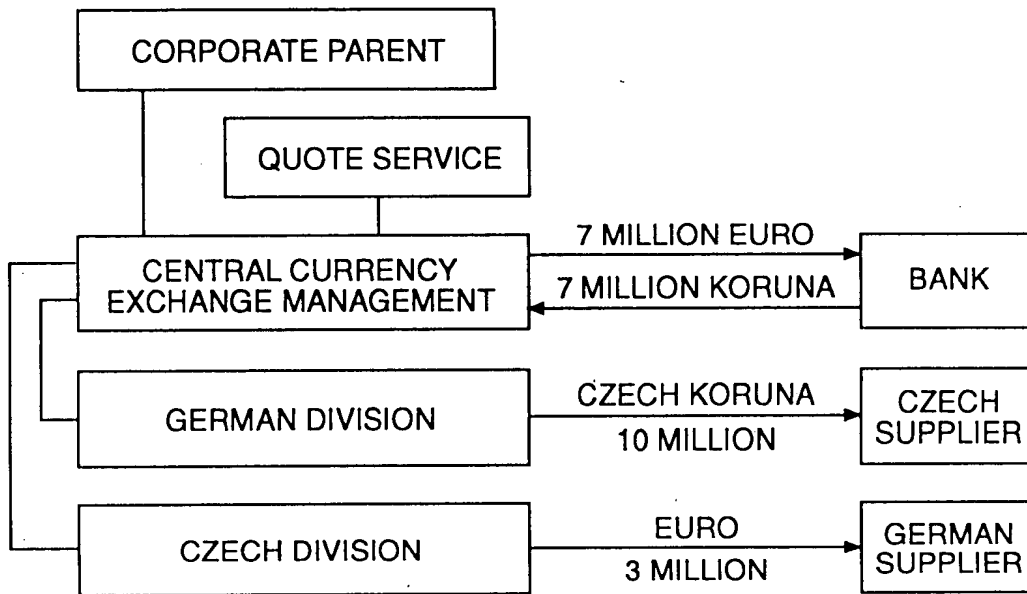 CORPORATE PARENT
QUOTE SERVICE
CENTRAL CURRENCY
EXCHANGE MANAGEMENT
7 MILLION EURO
7 MILLION KORUNA
BANK
GERMAN DIVISION
CZECH KORUNA
10 MILLION
CZECH
SUPPLIER
CZECH DIVISION
EURO
3 MILLION
GERMAN
SUPPLIER